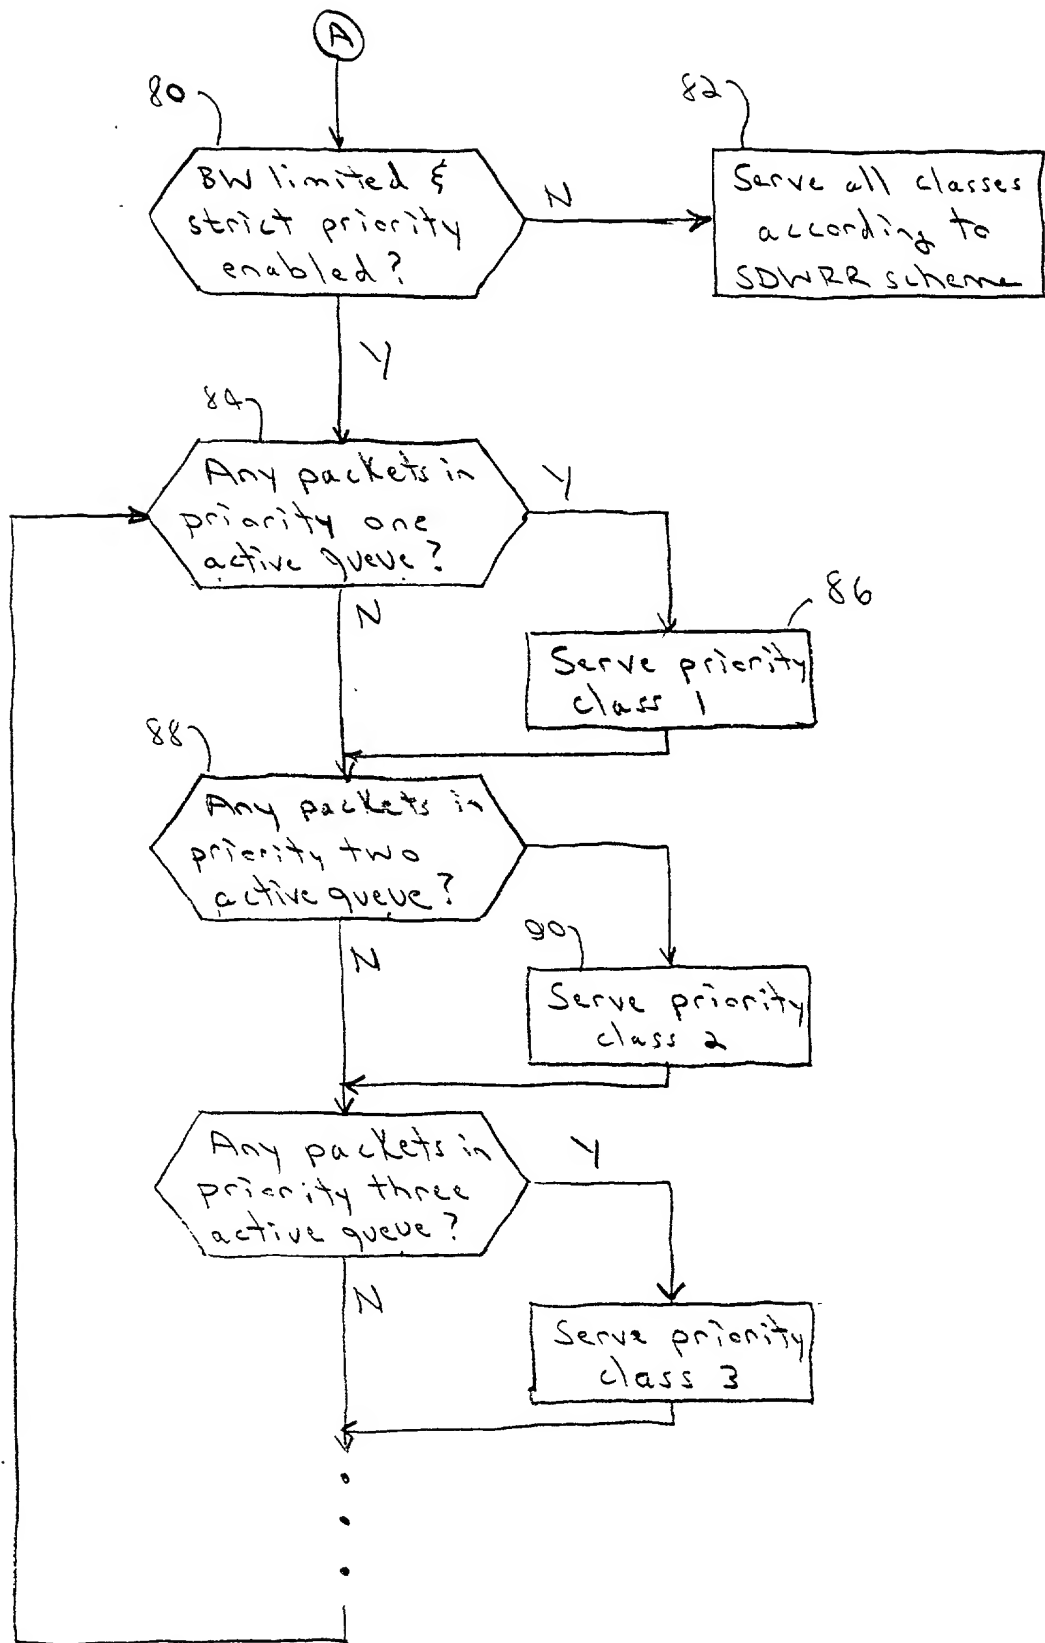 A
80
BW limited &
strict priority
enabled?
N
82
Serve all classes
according to
SDWRR scheme
Y
84
Any packets in
priority one
active queue?
Y
N
86
Serve priority
class 1
88
Any packets in
priority two
active queue?
N
90
Serve priority
class 2
Any packets in
priority three
active queue?
Y
N
Serve priority
class 3